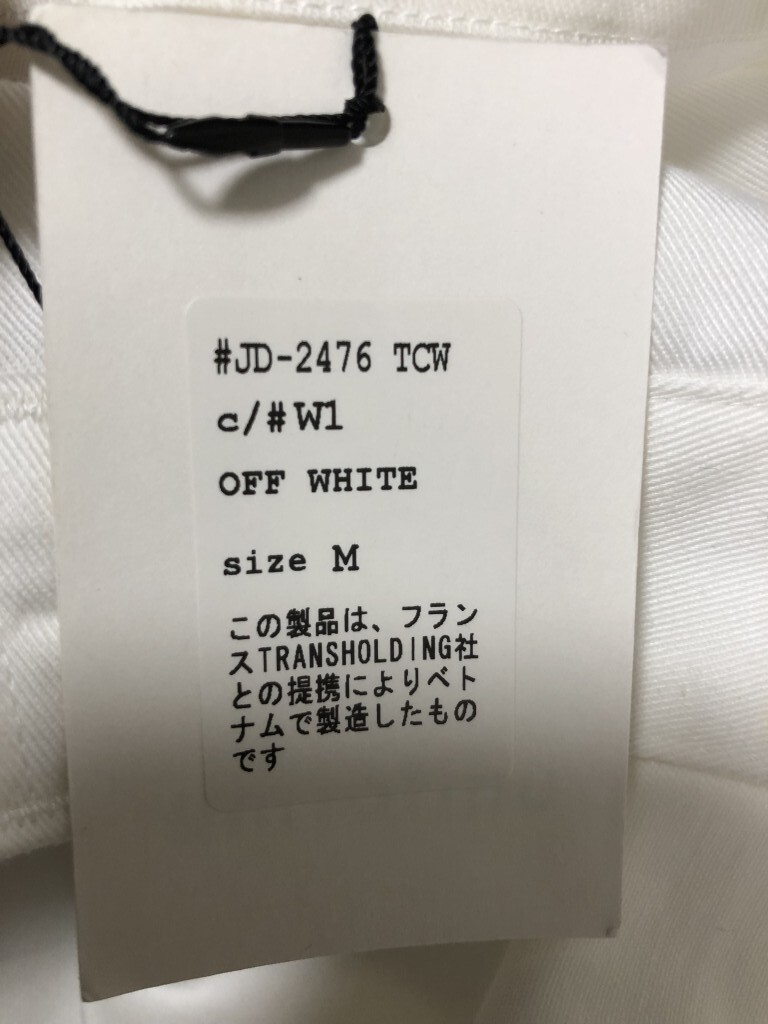 #JD-2476 TCW
c/#W1
OFF WHITE
size M
この製品は、フラン
スTRANSHOLDING社
との提携によりベト
ナムで製造したもの
です